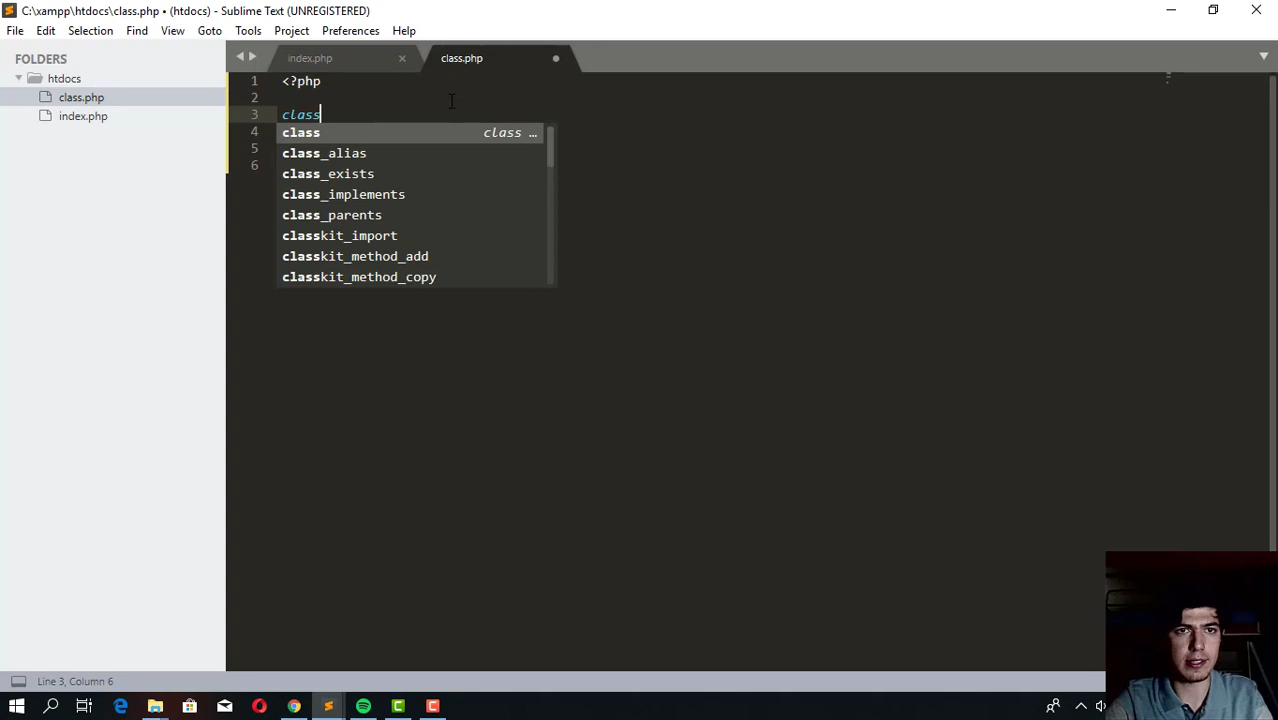 C:\xampp\htdocs\class.php • (htdocs) - Sublime Text (UNREGISTERED)
File Edit Selection Find View Goto Tools Project Preferences Help
FOLDERS
htdocs
class.php
index.php
index.php × class.php
1 <?php
2
3 class
4
5
6
class class …
class_alias
class_exists
class_implements
class_parents
classkit_import
classkit_method_add
classkit_method_copy
Line 3, Column 6